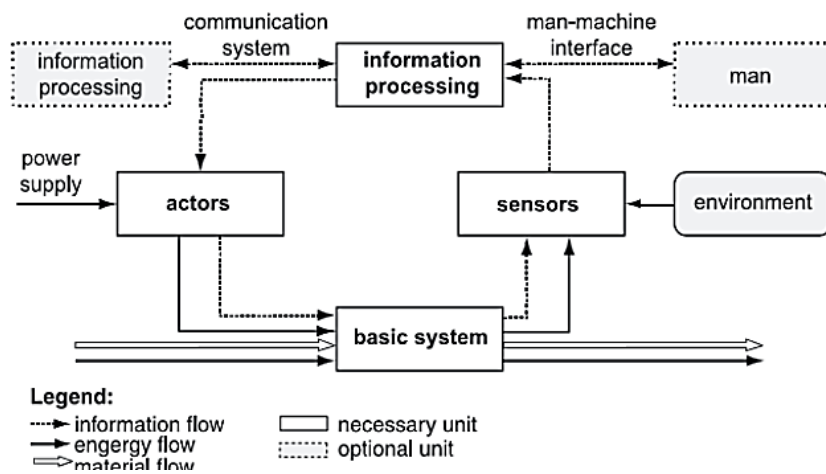 communication
system
man-machine
interface
information
processing
information
processing
man
power
supply
actors
sensors
environment
basic system
Legend:
information flow
engergy flow
material flow
necessary unit
optional unit